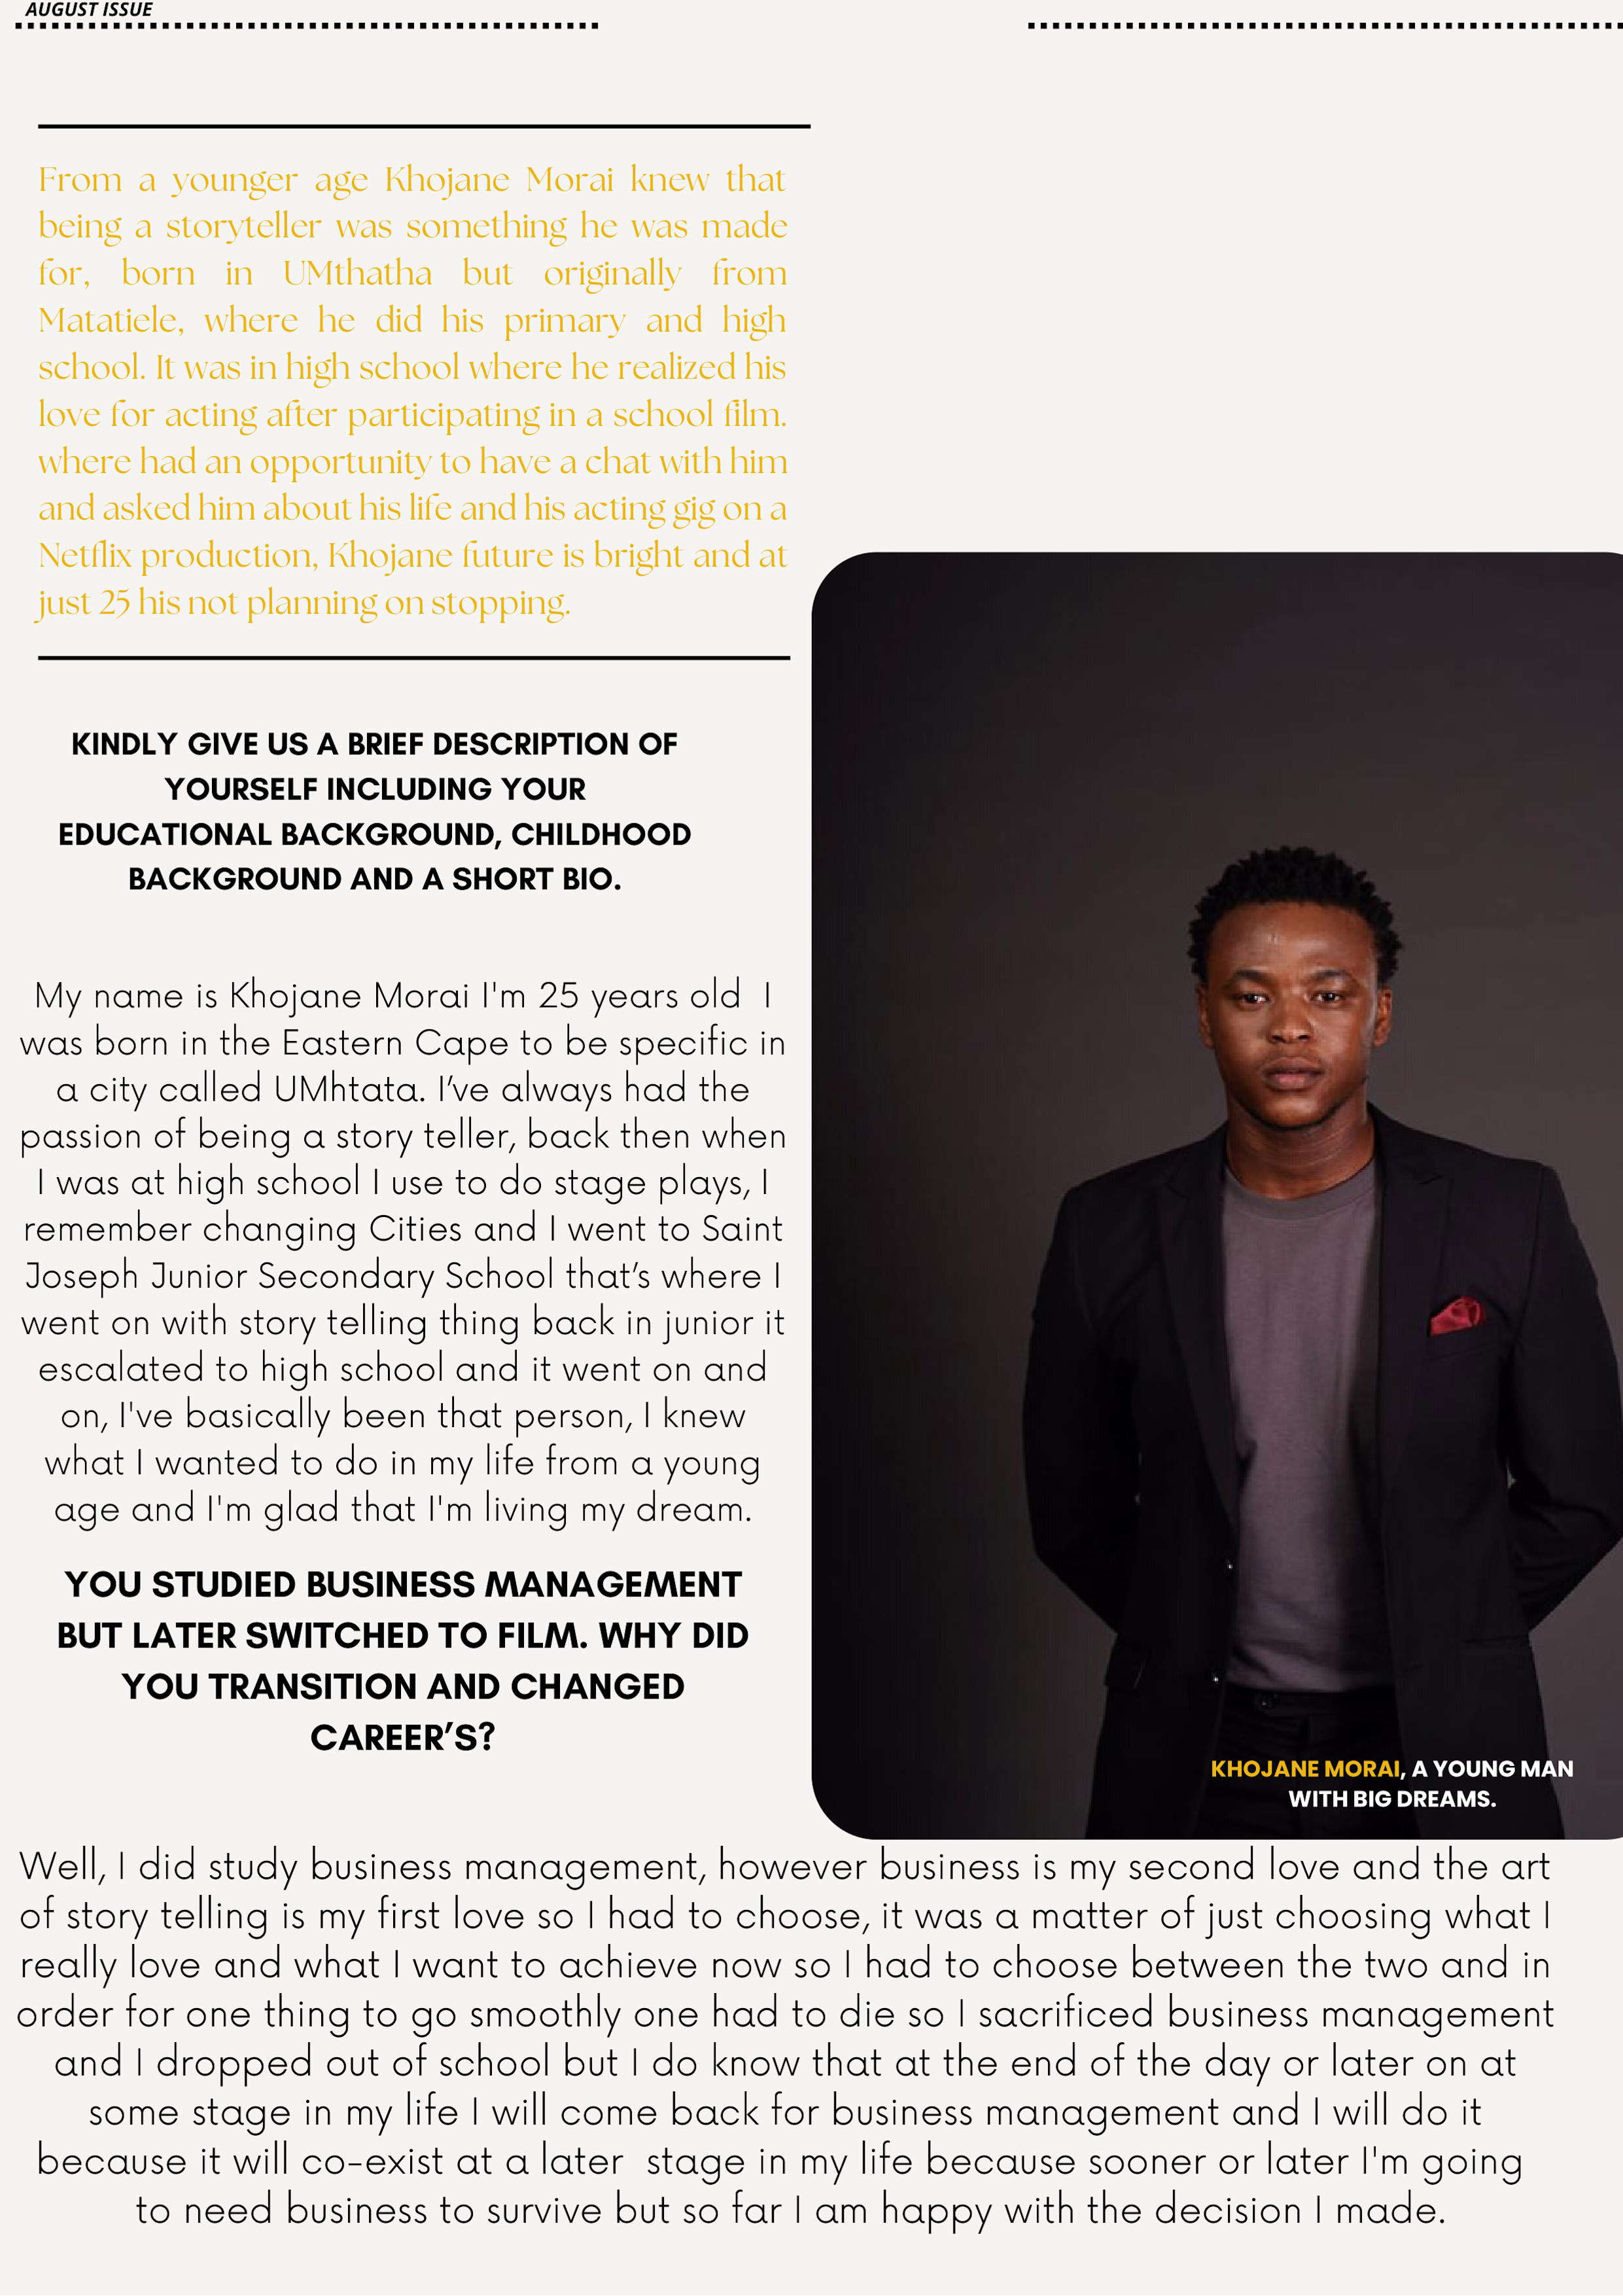 AUGUST ISSUE
From a younger age Khojane Morai knew that
being a storyteller was something he was made
for, born in UMthatha but originally from
Matatiele, where he did his primary and high
school. It was in high school where he realized his
love for acting after participating in a school film.
where had an opportunity to have a chat with him
and asked him about his life and his acting gig on a
Netflix production, Khojane future is bright and at
just 25 his not planning on stopping.
KINDLY GIVE US A BRIEF DESCRIPTION OF
YOURSELF INCLUDING YOUR
EDUCATIONAL BACKGROUND, CHILDHOOD
BACKGROUND AND A SHORT BIO.
My name is Khojane Morai I'm 25 years old  I
was born in the Eastern Cape to be specific in
a city called UMhtata. I’ve always had the
passion of being a story teller, back then when
I was at high school I use to do stage plays, I
remember changing Cities and I went to Saint
Joseph Junior Secondary School that’s where I
went on with story telling thing back in junior it
escalated to high school and it went on and
on, I've basically been that person, I knew
what I wanted to do in my life from a young
age and I'm glad that I'm living my dream.
YOU STUDIED BUSINESS MANAGEMENT
BUT LATER SWITCHED TO FILM. WHY DID
YOU TRANSITION AND CHANGED
CAREER’S?
KHOJANE MORAI, A YOUNG MAN
WITH BIG DREAMS.
Well, I did study business management, however business is my second love and the art
of story telling is my first love so I had to choose, it was a matter of just choosing what I
really love and what I want to achieve now so I had to choose between the two and in
order for one thing to go smoothly one had to die so I sacrificed business management
and I dropped out of school but I do know that at the end of the day or later on at
some stage in my life I will come back for business management and I will do it
because it will co-exist at a later  stage in my life because sooner or later I'm going
to need business to survive but so far I am happy with the decision I made.